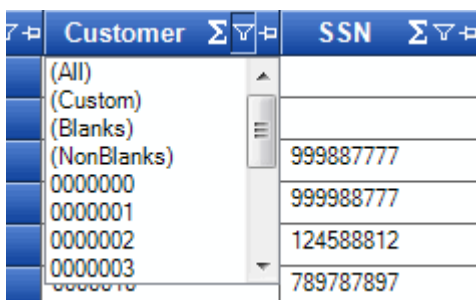 Customer Σ SSN Σ
(All)
(Custom)
(Blanks)
(NonBlanks)
999887777
0000000
0000001
999988777
0000002
124588812
0000003
789787897